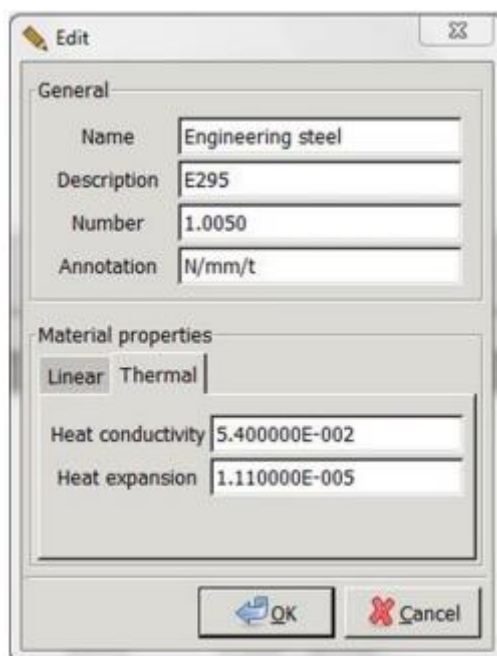 Edit
General
Name Engineering steel
Description E295
Number 1.0050
Annotation N/mm/t
Material properties
Linear Thermal
Heat conductivity 5.400000E-002
Heat expansion 1.110000E-005
OK Cancel